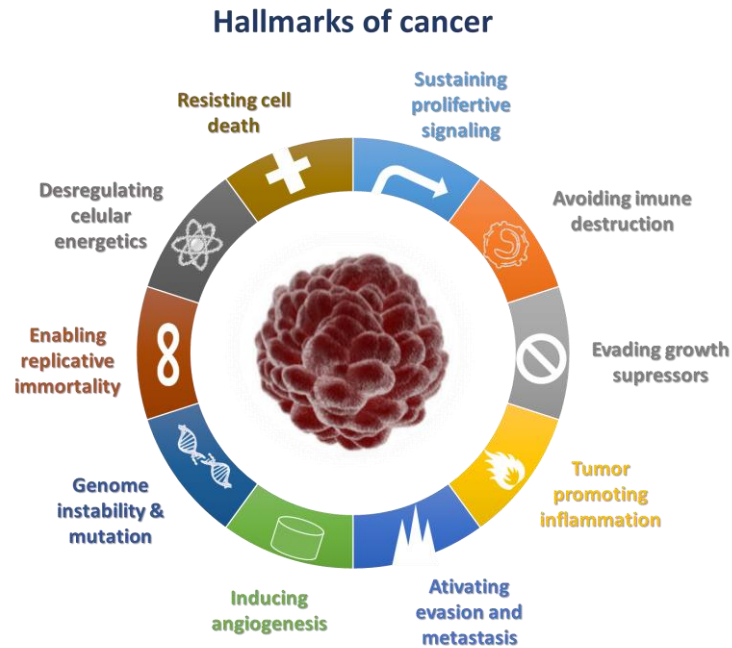 Hallmarks of cancer
Sustaining
prolifertive
signaling
Avoiding imune
destruction
Evading growth
supressors
Tumor
promoting
inflammation
Ativating
evasion and
metastasis
Inducing
angiogenesis
Genome
instability &
mutation
Enabling
replicative
immortality
Desregulating
celular
energetics
Resisting cell
death